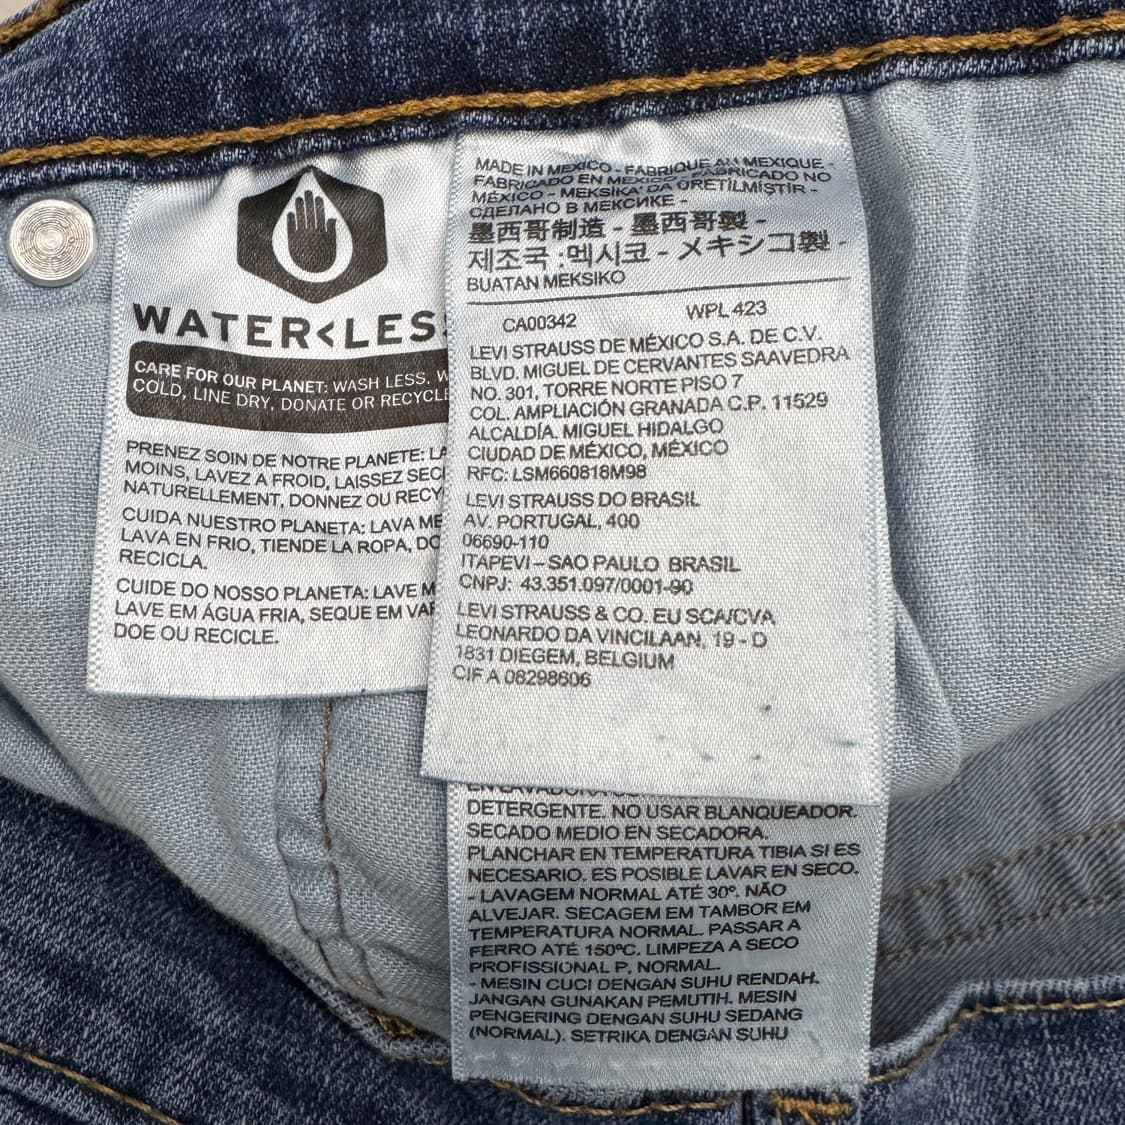 WATER<LESS
CARE FOR OUR PLANET: WASH LESS,
COLD, LINE DRY, DONATE OR RECYCLE
PRENEZ SOIN DE NOTRE PLANETE:
MOINS, LAVEZ A FROID, LAISSEZ
NATURELLEMENT, DONNEZ OU
CUIDA NUESTRO PLANETA: LAVA
LAVA EN FRIO, TIENDE LA ROPA,
RECICLA.
CUIDE DO NOSSO PLANETA: LAVE
LAVE EM ÁGUA FRIA, SEQUE EM
DOE OU RECICLE.
MADE IN MEXICO - FABRIQUE AU MEXIQUE -
FABRICADO EN MEXICO - FABRICADO NO
MÉXICO - MEKSİKA' DA ÜRETİLMİŞTİR -
СДЕЛАНО В МЕКСИКЕ -
墨西哥制造 - 墨西哥製 -
제조국 :멕시코 - メキシコ製 -
BUATAN MEKSIKO
CA00342 WPL 423
LEVI STRAUSS DE MÉXICO S.A. DE C.V.
BLVD. MIGUEL DE CERVANTES SAAVEDRA
NO. 301, TORRE NORTE PISO 7
COL. AMPLIACIÓN GRANADA C.P. 11529
ALCALDÍA. MIGUEL HIDALGO
CIUDAD DE MÉXICO, MÉXICO
RFC: LSM660818M98
LEVI STRAUSS DO BRASIL
AV. PORTUGAL, 400
06690-110
ITAPEVI – SAO PAULO BRASIL
CNPJ: 43.351.097/0001-90
LEVI STRAUSS & CO. EU SCA/CVA
LEONARDO DA VINCILAAN, 19 - D
1831 DIEGEM, BELGIUM
CIF A 08298606
DETERGENTE. NO USAR BLANQUEADOR.
SECADO MEDIO EN SECADORA.
PLANCHAR EN TEMPERATURA TIBIA SI ES
NECESARIO. ES POSIBLE LAVAR EN SECO.
- LAVAGEM NORMAL ATÉ 30º. NÃO
ALVEJAR. SECAGEM EM TAMBOR EM
TEMPERATURA NORMAL. PASSAR A
FERRO ATÉ 150ºC. LIMPEZA A SECO
PROFISSIONAL P, NORMAL.
- MESIN CUCI DENGAN SUHU RENDAH.
JANGAN GUNAKAN PEMUTIH. MESIN
PENGERING DENGAN SUHU SEDANG
(NORMAL). SETRIKA DENGAN SUHU